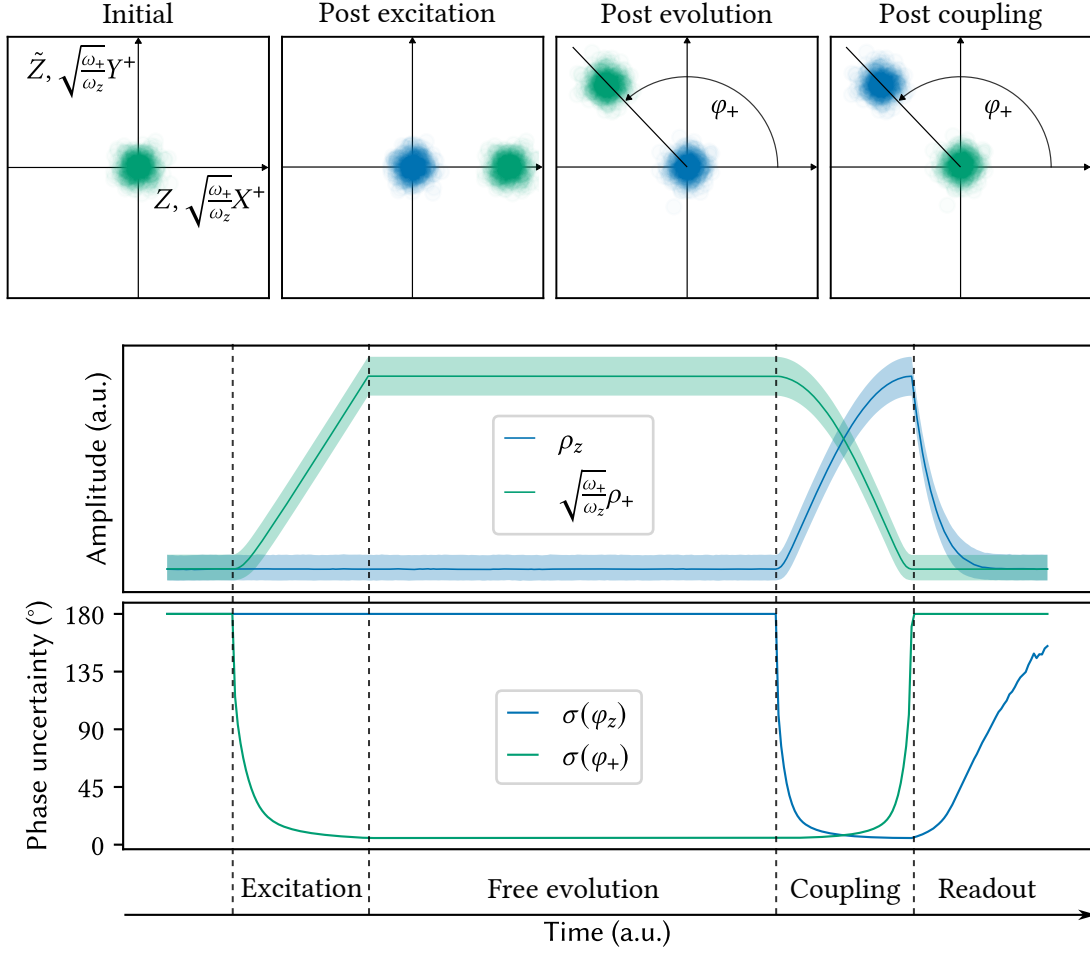 Initial
Post excitation
Post evolution
Post coupling
Z̃, √(ω₊/ω_z) Y⁺
Z, √(ω₊/ω_z) X⁺
φ₊
φ₊
Amplitude (a.u.)
ρ_z
√(ω₊/ω_z) ρ₊
Phase uncertainty (°)
180
135
90
45
0
σ(φ_z)
σ(φ₊)
Excitation
Free evolution
Coupling
Readout
Time (a.u.)